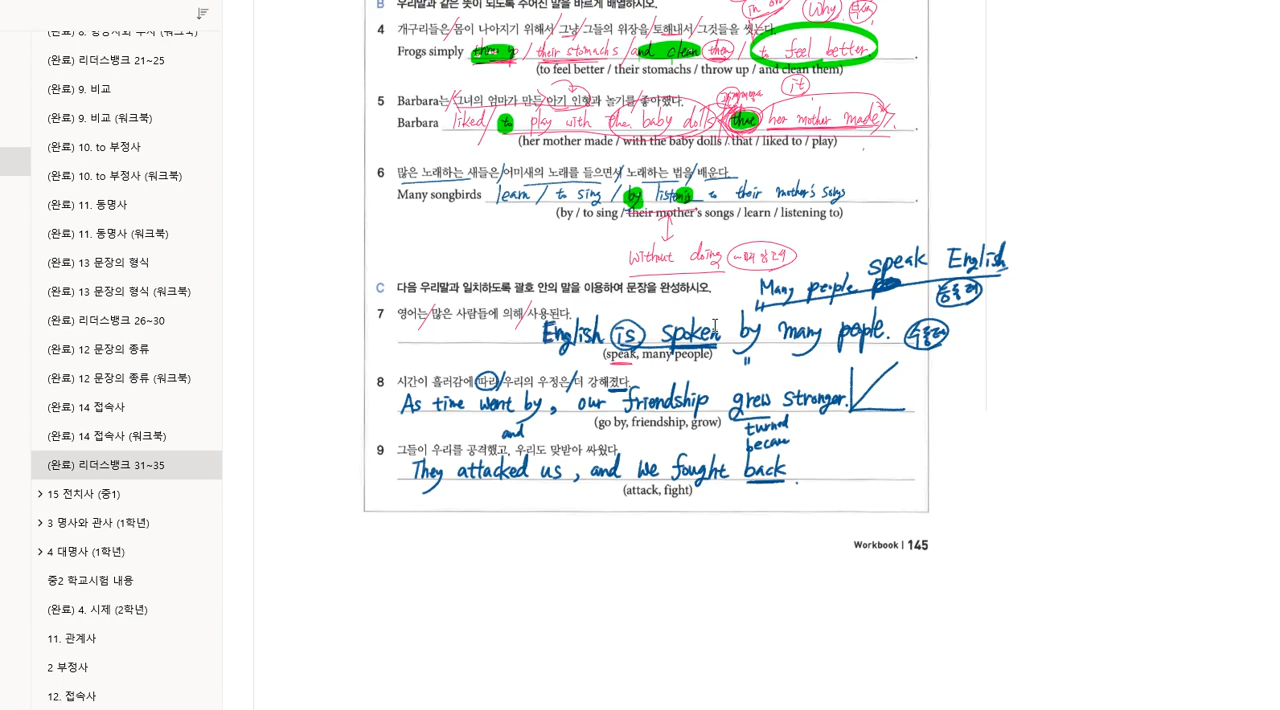 (완료) 리더스뱅크 21~25
(완료) 9. 비교
(완료) 9. 비교 (워크북)
(완료) 10. to 부정사
(완료) 10. to 부정사 (워크북)
(완료) 11. 동명사
(완료) 11. 동명사 (워크북)
(완료) 13 문장의 형식
(완료) 13 문장의 형식 (워크북)
(완료) 리더스뱅크 26~30
(완료) 12 문장의 종류
(완료) 12 문장의 종류 (워크북)
(완료) 14 접속사
(완료) 14 접속사 (워크북)
(완료) 리더스뱅크 31~35
15 전치사 (중1)
3 명사와 관사 (1학년)
4 대명사 (1학년)
중2 학교시험 내용
(완료) 4. 시제 (2학년)
11. 관계사
2 부정사
12. 접속사
B 우리말과 같은 뜻이 되도록 주어진 말을 바르게 배열하시오.
why?
4 개구리들은 몸이 나아지기 위해서 그냥 그들의 위장을 토해내서 그것들을 씻는다.
Frogs simply throw up / their stomachs / and clean them / to feel better.
(to feel better / their stomachs / throw up / and clean them)
it
5 Barbara는 그녀의 엄마가 만든 아기 인형과 놀기를 좋아했다.
Barbara liked / to play with the baby dolls / that her mother made.
(her mother made / with the baby dolls / that / liked to / play)
6 많은 노래하는 새들은 어미새의 노래를 들으면서 노래하는 법을 배운다.
Many songbirds learn / to sing / by listening to their mother's songs.
(by / to sing / their mother's songs / learn / listening to)
without doing ~하지 않고서
C 다음 우리말과 일치하도록 괄호 안의 말을 이용하여 문장을 완성하시오.
Many people speak English
능동태
7 영어는 많은 사람들에 의해 사용된다.
English is spoken by many people. 수동태
(speak, many people)
8 시간이 흘러감에 따라 우리의 우정은 더 강해졌다.
As time went by, our friendship grew stronger.
(go by, friendship, grow)
and
turned
became
9 그들이 우리를 공격했고, 우리도 맞받아 싸웠다.
They attacked us, and we fought back.
(attack, fight)
Workbook | 145